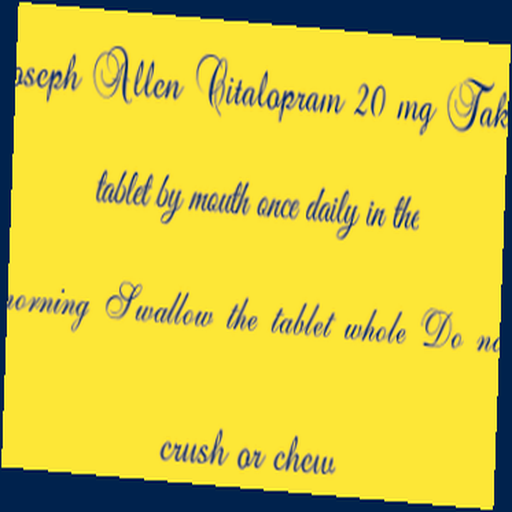 oseph Allen Citalopram 20 mg Tak
tablet by mouth once daily in the
orning Swallow the tablet whole Do no
crush or chew